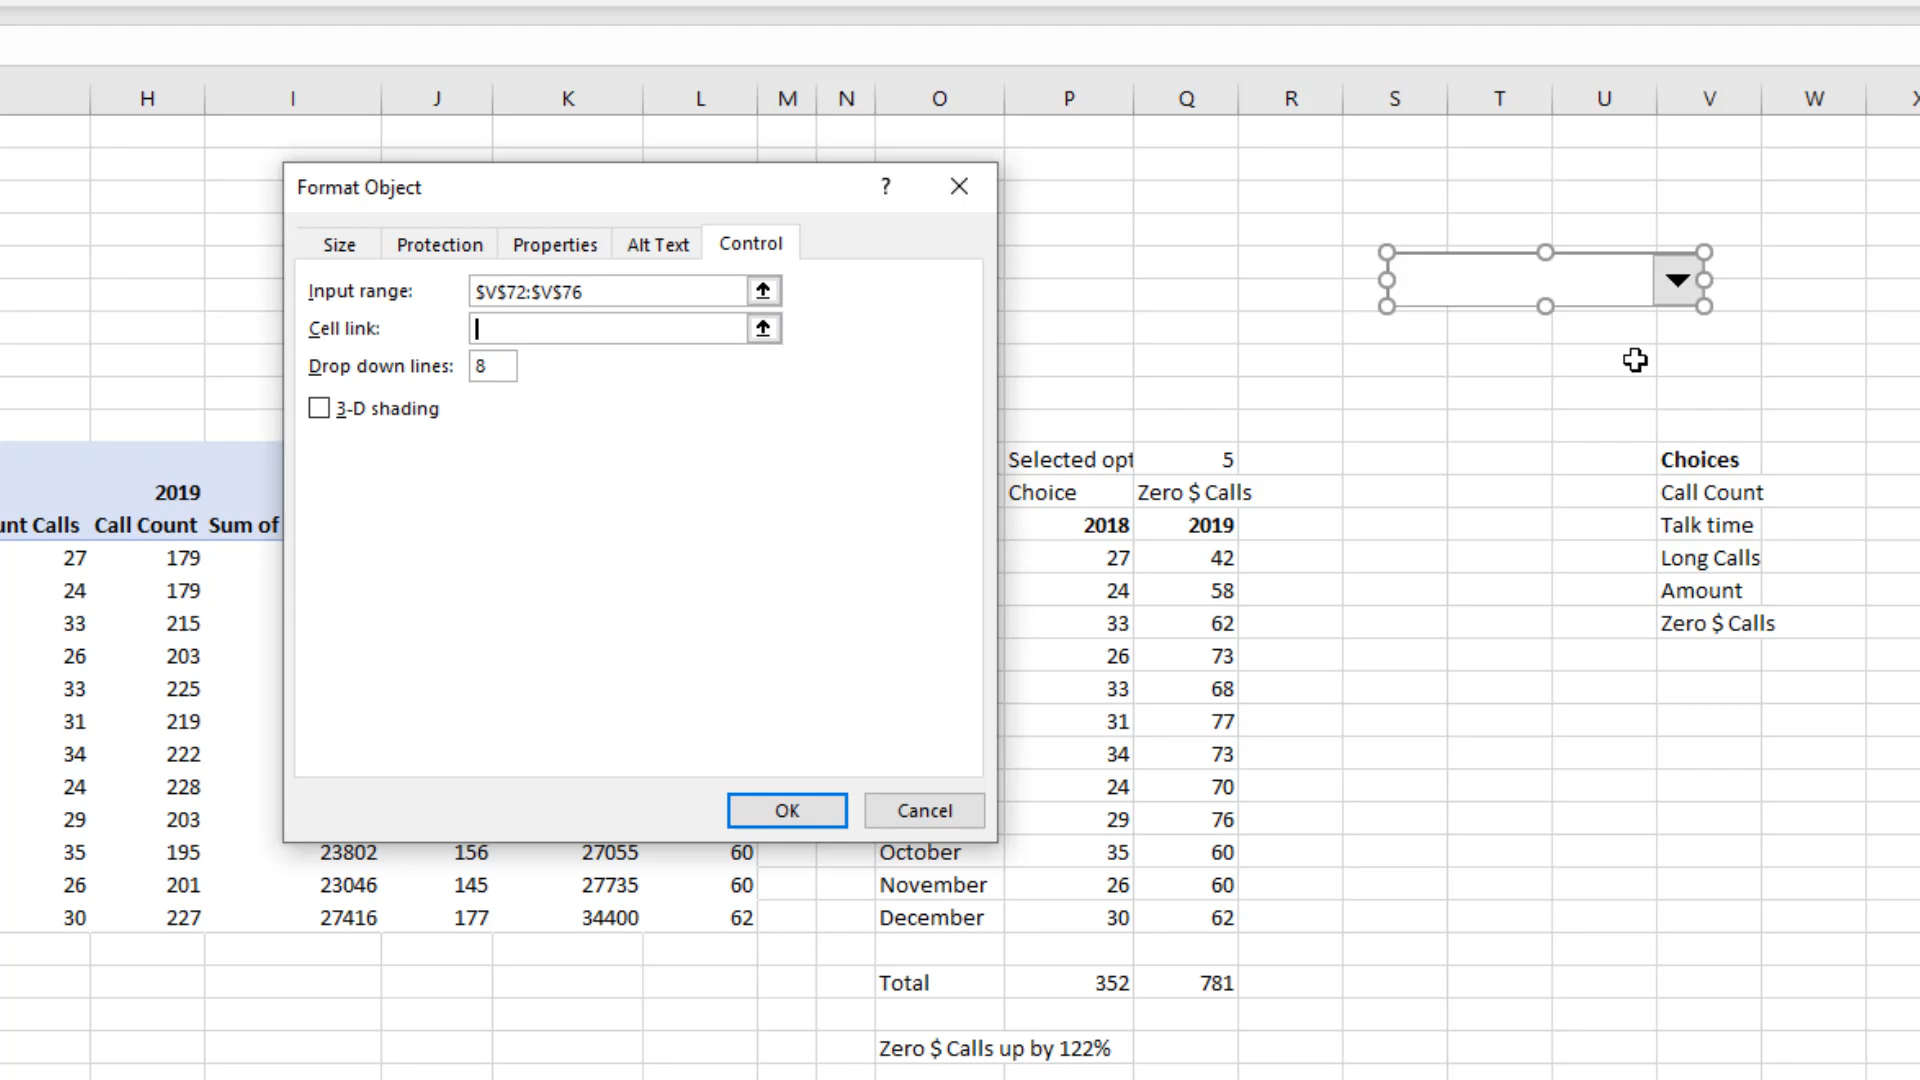 H I J K L M N O P Q R S T U V W X
Format Object ?
Size Protection Properties Alt Text Control
Input range: $V$72:$V$76
Cell link:
Drop down lines: 8
3-D shading
OK Cancel
Selected opt 5 Choices
2019 Choice Zero $ Calls Call Count
unt Calls Call Count Sum of 2018 2019 Talk time
27 179 27 42 Long Calls
24 179 24 58 Amount
33 215 33 62 Zero $ Calls
26 203 26 73
33 225 33 68
31 219 31 77
34 222 34 73
24 228 24 70
29 203 29 76
35 195 23802 156 27055 60 October 35 60
26 201 23046 145 27735 60 November 26 60
30 227 27416 177 34400 62 December 30 62
Total 352 781
Zero $ Calls up by 122%